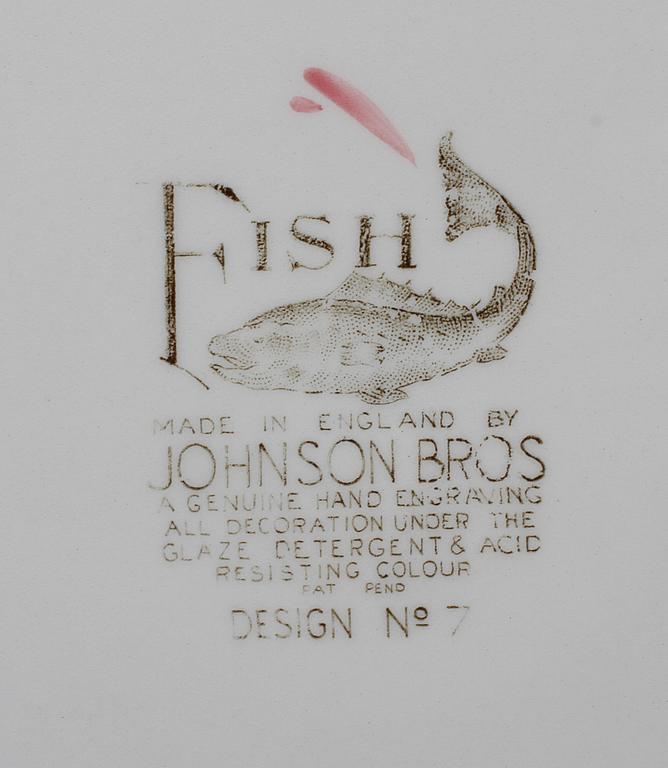 FISH
MADE IN ENGLAND BY
JOHNSON BROS
A GENUINE HAND ENGRAVING
ALL DECORATION UNDER THE
GLAZE DETERGENT & ACID
RESISTING COLOUR
PAT PEND
DESIGN Nº 7